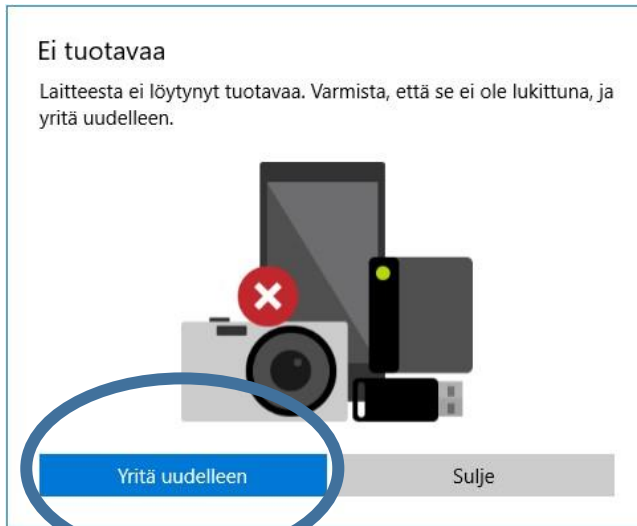 Ei tuotavaa
Laitteesta ei löytynyt tuotavaa. Varmista, että se ei ole lukittuna, ja
yritä uudelleen.
Yritä uudelleen
Sulje